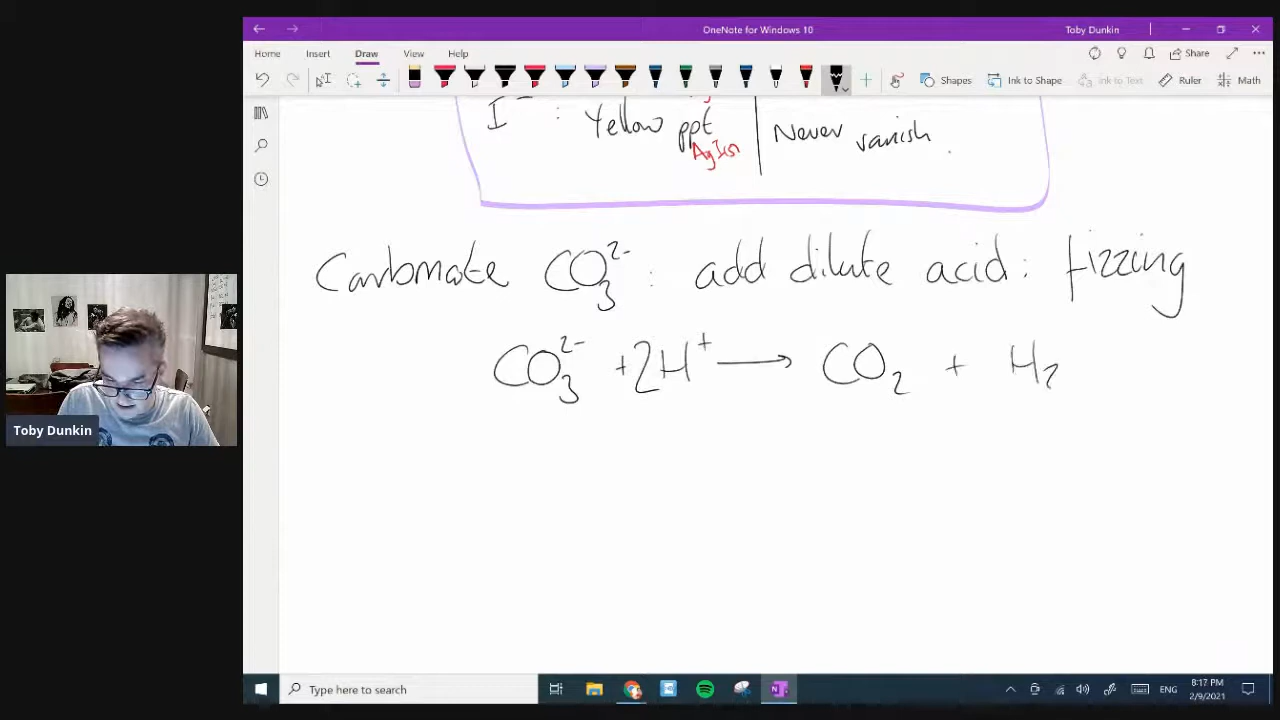 OneNote for Windows 10
Toby Dunkin
Home Insert Draw View Help
Share
Shapes Ink to Shape Ink to Text Ruler Math
I⁻ : Yellow ppt | Never vanish.
AgI(s)
Carbonate CO₃²⁻ : add dilute acid : fizzing
CO₃²⁻ + 2H⁺ → CO₂ + H₂
Toby Dunkin
Type here to search
ENG
8:17 PM
2/9/2021